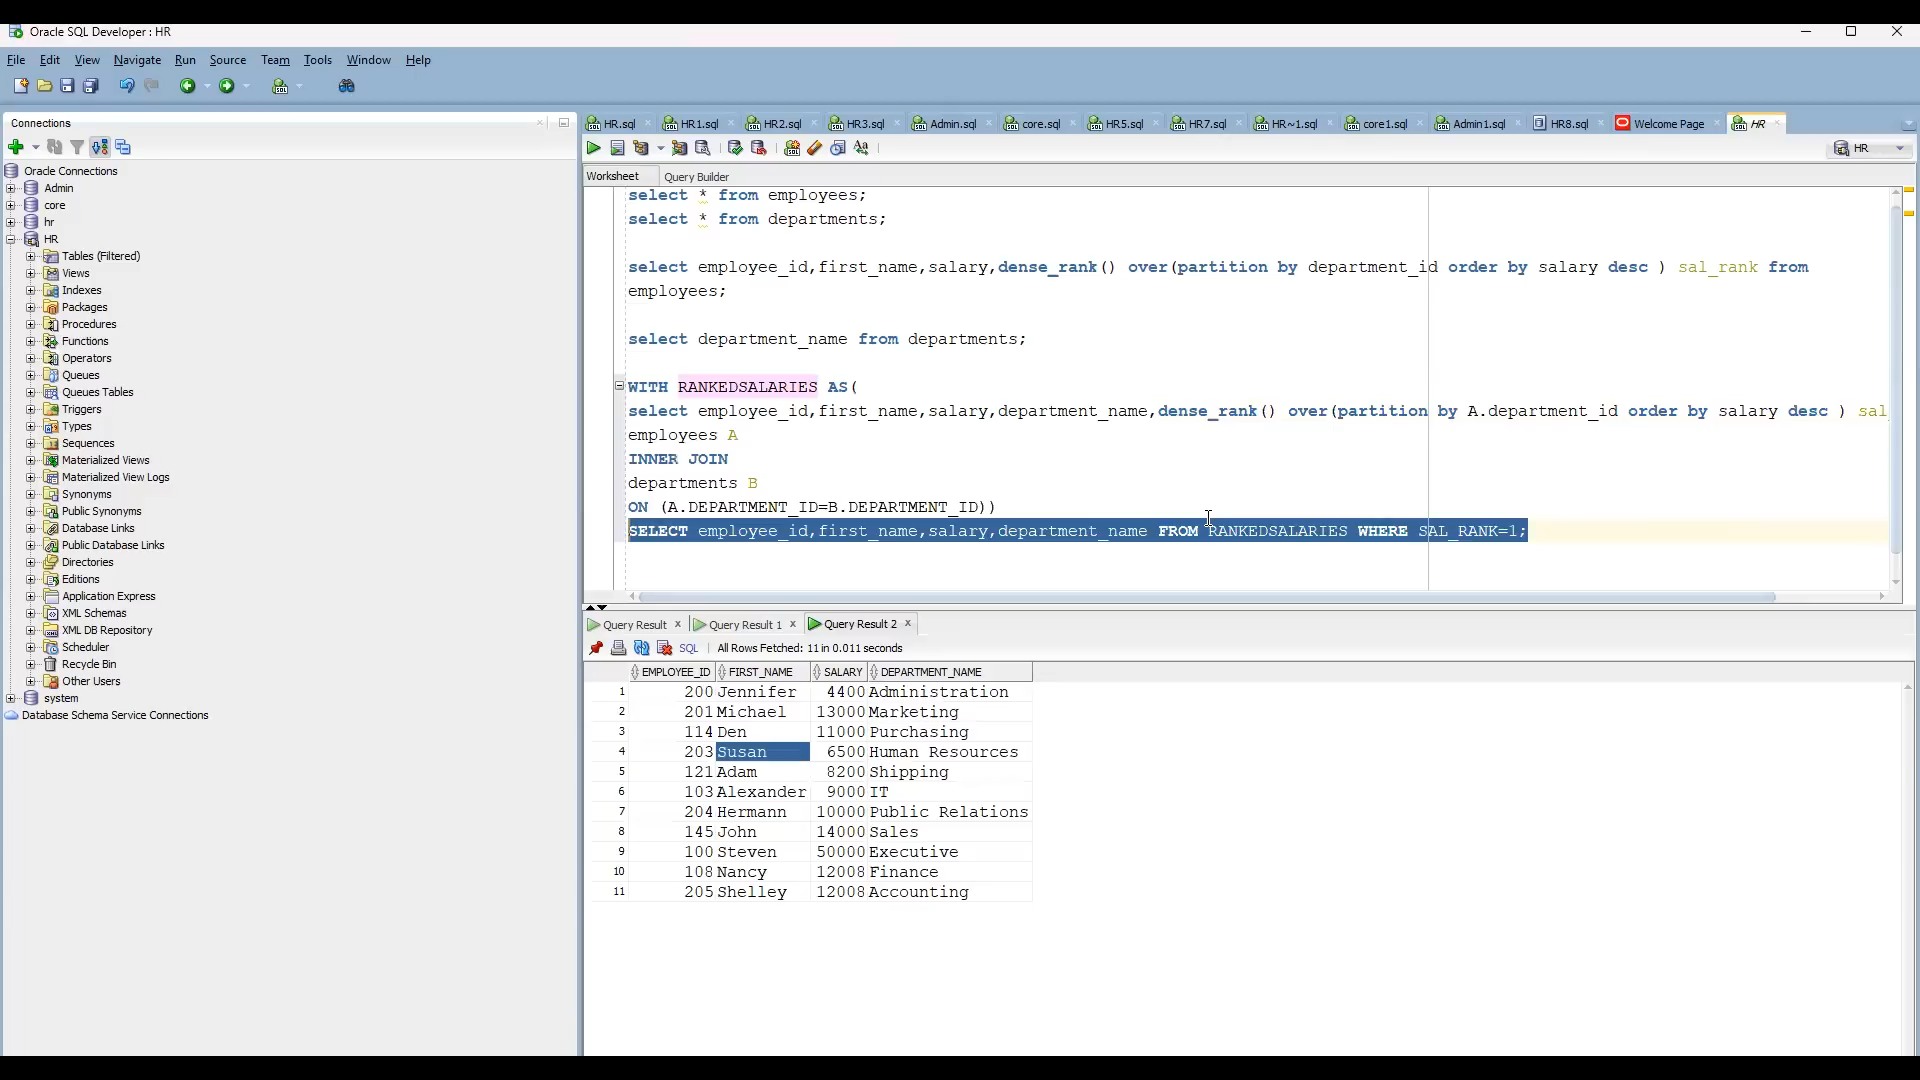 Oracle SQL Developer : HR
File Edit View Navigate Run Source Team Tools Window Help
Connections
Oracle Connections
Admin
core
hr
HR
Tables (Filtered)
Views
Indexes
Packages
Procedures
Functions
Operators
Queues
Queues Tables
Triggers
Types
Sequences
Materialized Views
Materialized View Logs
Synonyms
Public Synonyms
Database Links
Public Database Links
Directories
Editions
Application Express
XML Schemas
XML DB Repository
Scheduler
Recycle Bin
Other Users
system
Database Schema Service Connections
HR.sql HR1.sql HR2.sql HR3.sql Admin.sql core.sql HR5.sql HR7.sql HR~1.sql core1.sql Admin1.sql HR8.sql Welcome Page HR
HR
Worksheet Query Builder
select * from employees;
select * from departments;
select employee_id,first_name,salary,dense_rank() over(partition by department_id order by salary desc ) sal_rank from
employees;
select department_name from departments;
WITH RANKEDSALARIES AS(
select employee_id,first_name,salary,department_name,dense_rank() over(partition by A.department_id order by salary desc ) sal
employees A
INNER JOIN
departments B
ON (A.DEPARTMENT_ID=B.DEPARTMENT_ID))
SELECT employee_id,first_name,salary,department_name FROM RANKEDSALARIES WHERE SAL_RANK=1;
Query Result Query Result 1 Query Result 2
SQL All Rows Fetched: 11 in 0.011 seconds
EMPLOYEE_ID FIRST_NAME SALARY DEPARTMENT_NAME
1 200 Jennifer 4400 Administration
2 201 Michael 13000 Marketing
3 114 Den 11000 Purchasing
4 203 Susan 6500 Human Resources
5 121 Adam 8200 Shipping
6 103 Alexander 9000 IT
7 204 Hermann 10000 Public Relations
8 145 John 14000 Sales
9 100 Steven 50000 Executive
10 108 Nancy 12008 Finance
11 205 Shelley 12008 Accounting